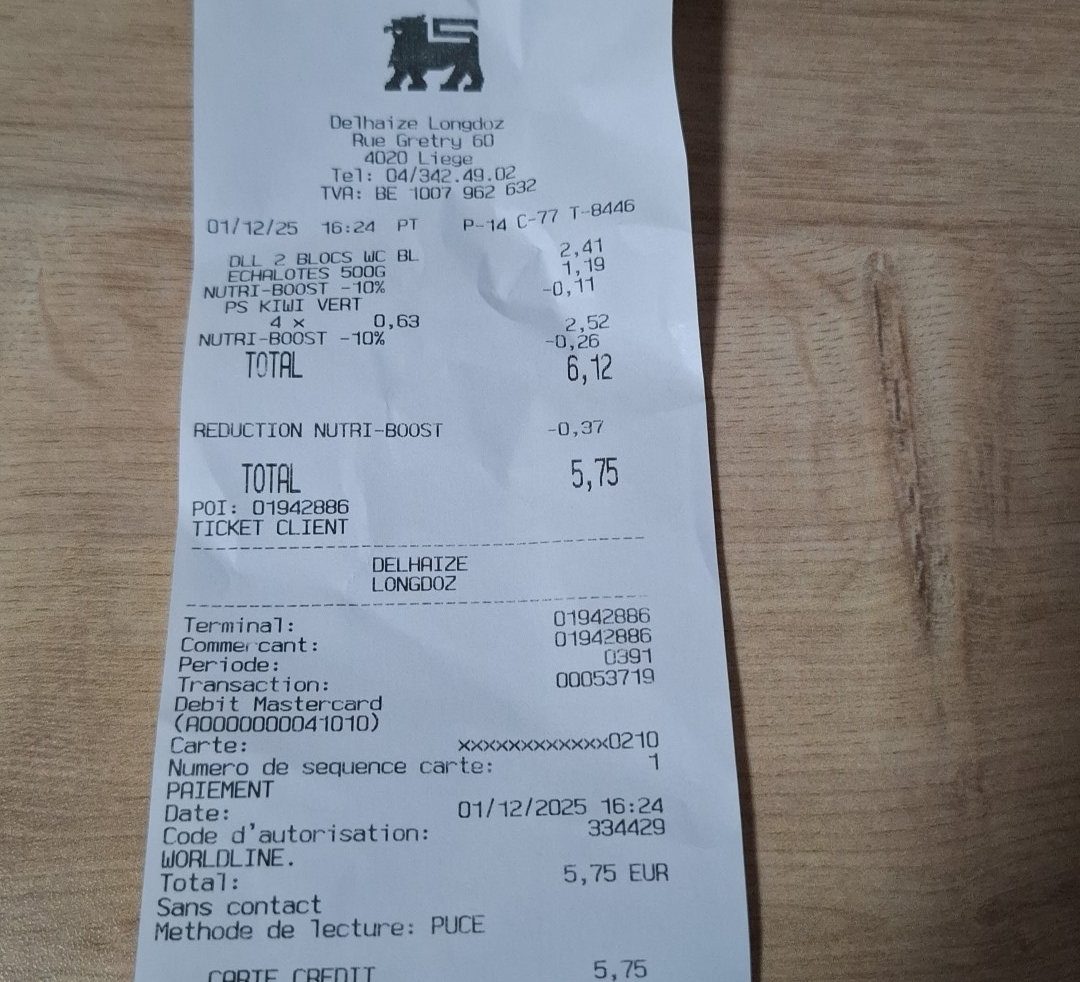 Delhaize Longdoz
Rue Gretry 60
4020 Liege
Tel: 04/342.49.02
TVA: BE 1007 962 632
01/12/25 16:24 PT P-14 C-77 T-8446
DLL 2 BLOCS WC BL 2,41
ECHALOTES 500G 1,19
NUTRI-BOOST -10% -0,11
PS KIWI VERT
4 x 0,63 2,52
NUTRI-BOOST -10% -0,26
TOTAL 6,12
REDUCTION NUTRI-BOOST -0,37
TOTAL 5,75
POI: 01942886
TICKET CLIENT
DELHAIZE
LONGDOZ
Terminal: 01942886
Commercant: 01942886
Periode: 0391
Transaction: 00053719
Debit Mastercard
(A0000000041010)
Carte: xxxxxxxxxxxx0210
Numero de sequence carte: 1
PAIEMENT
Date: 01/12/2025 16:24
Code d'autorisation: 334429
WORLDLINE.
Total: 5,75 EUR
Sans contact
Methode de lecture: PUCE
CARTE CREDIT 5,75